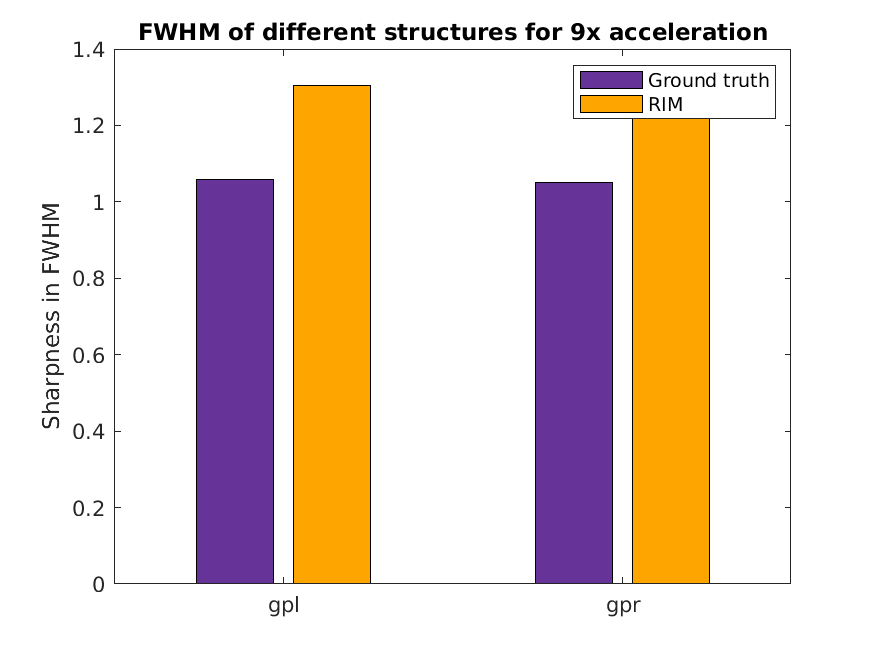 FWHM of different structures for 9x acceleration
1.4
1.2
1
0.8
0.6
0.4
0.2
0
Sharpness in FWHM
Ground truth
RIM
gpl
gpr